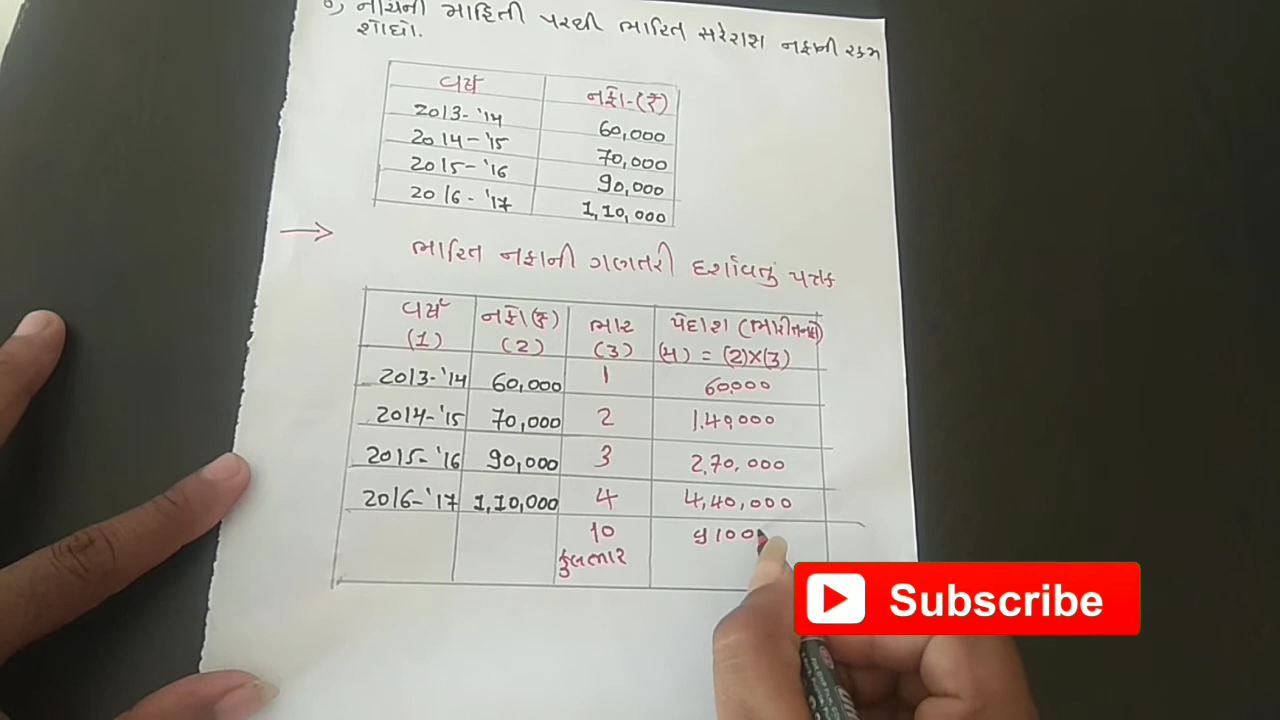 નીચેની માહિતી પરથી ભારિત સરેરાશ નફાની રકમ
શોધો.
વર્ષ નફો-(₹)
2013-'14 60,000
2014-'15 70,000
2015-'16 90,000
2016-'17 1,10,000
ભારિત નફાની ગણતરી દર્શાવતું પત્રક
વર્ષ નફો(₹) ભાર પેદાશ (ભારીતનફો)
(1) (2) (3) (૪) = (2)X(3)
2013-'14 60,000 1 60,000
2014-'15 70,000 2 1,40,000
2015-'16 90,000 3 2,70,000
2016-'17 1,10,000 4 4,40,000
10 9100
કુલભાર
Subscribe